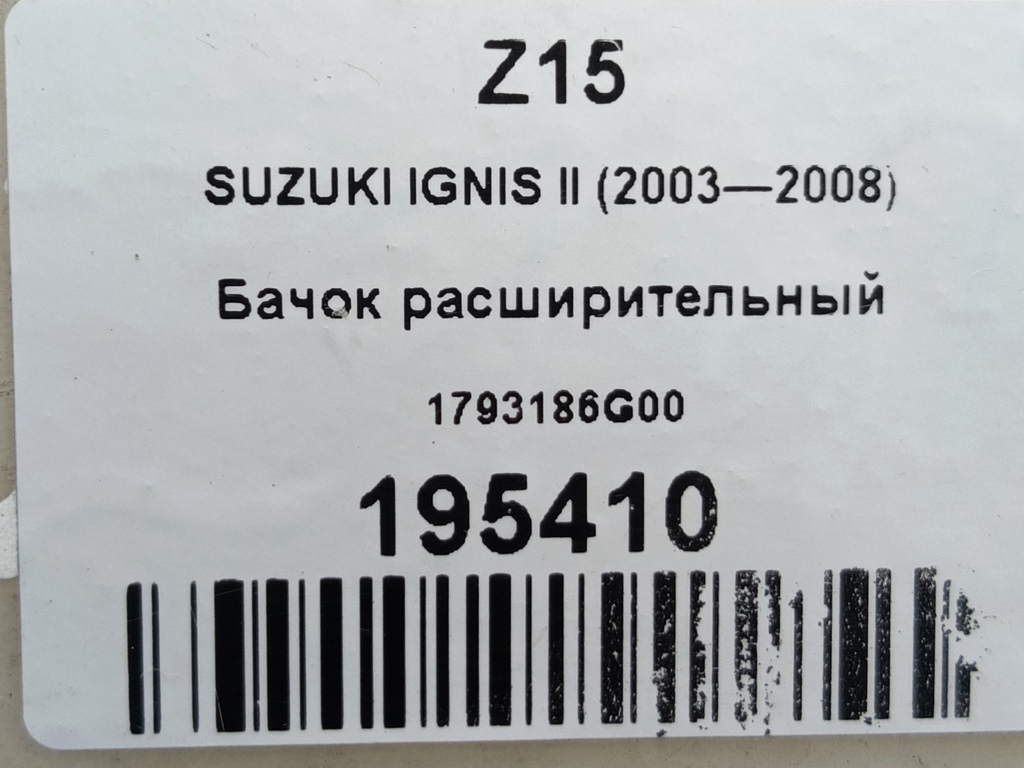 Z15
SUZUKI IGNIS II (2003—2008)
Бачок расширительный
1793186G00
195410